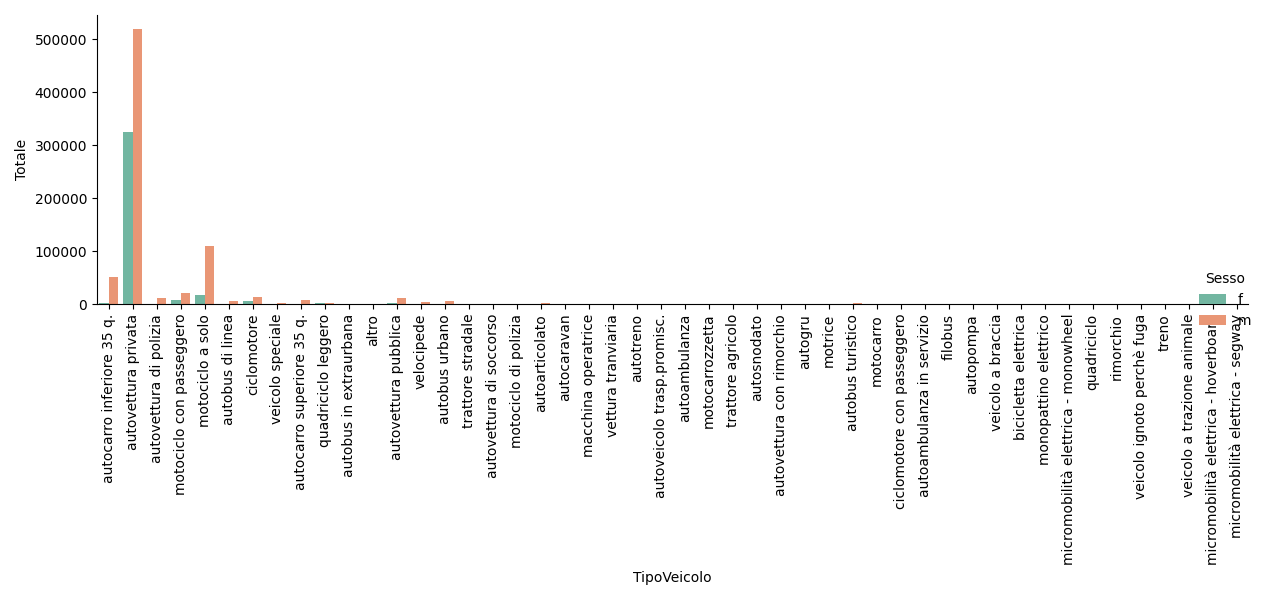 500000
400000
300000
200000
100000
0
Totale
autocarro inferiore 35 q.
autovettura privata
autovettura di polizia
motociclo con passeggero
motociclo a solo
autobus di linea
ciclomotore
veicolo speciale
autocarro superiore 35 q.
quadriciclo leggero
autobus in extraurbana
altro
autovettura pubblica
velocipede
autobus urbano
trattore stradale
autovettura di soccorso
motociclo di polizia
autoarticolato
autocaravan
macchina operatrice
vettura tranviaria
autotreno
autoveicolo trasp.promisc.
autoambulanza
motocarrozzetta
trattore agricolo
autosnodato
autovettura con rimorchio
autogru
motrice
autobus turistico
motocarro
ciclomotore con passeggero
autoambulanza in servizio
filobus
autopompa
veicolo a braccia
bicicletta elettrica
monopattino elettrico
micromobilità elettrica - monowheel
quadriciclo
rimorchio
veicolo ignoto perchè fuga
treno
veicolo a trazione animale
micromobilità elettrica - hoverboard
micromobilità elettrica - segway
TipoVeicolo
Sesso
f
m